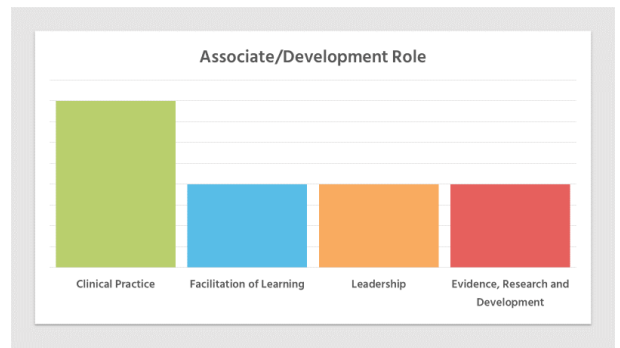 Associate/Development Role
Clinical Practice
Facilitation of Learning
Leadership
Evidence, Research and
Development